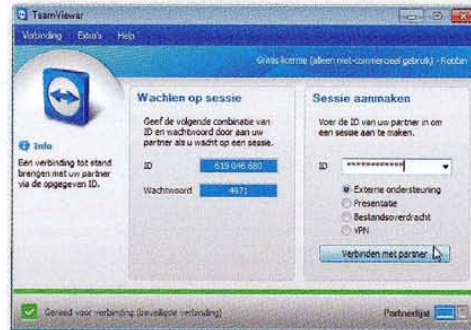 TeamViewer
Verbinding Extra's Help
Gratis licentie (alleen niet-commercieel gebruik) - Robbin
Info
Een verbinding tot stand
brengen met uw partner
via de opgegeven ID.
Wachten op sessie
Geef de volgende combinatie van
ID en wachtwoord door aan uw
partner als u wacht op een sessie.
ID 619 046 680
Wachtwoord 4971
Sessie aanmaken
Voer de ID van uw partner in om
een sessie aan te maken.
ID ************
Externe ondersteuning
Presentatie
Bestandsoverdracht
VPN
Verbinden met partner
Gereed voor verbinding (beveiligde verbinding)
Partnerlijst